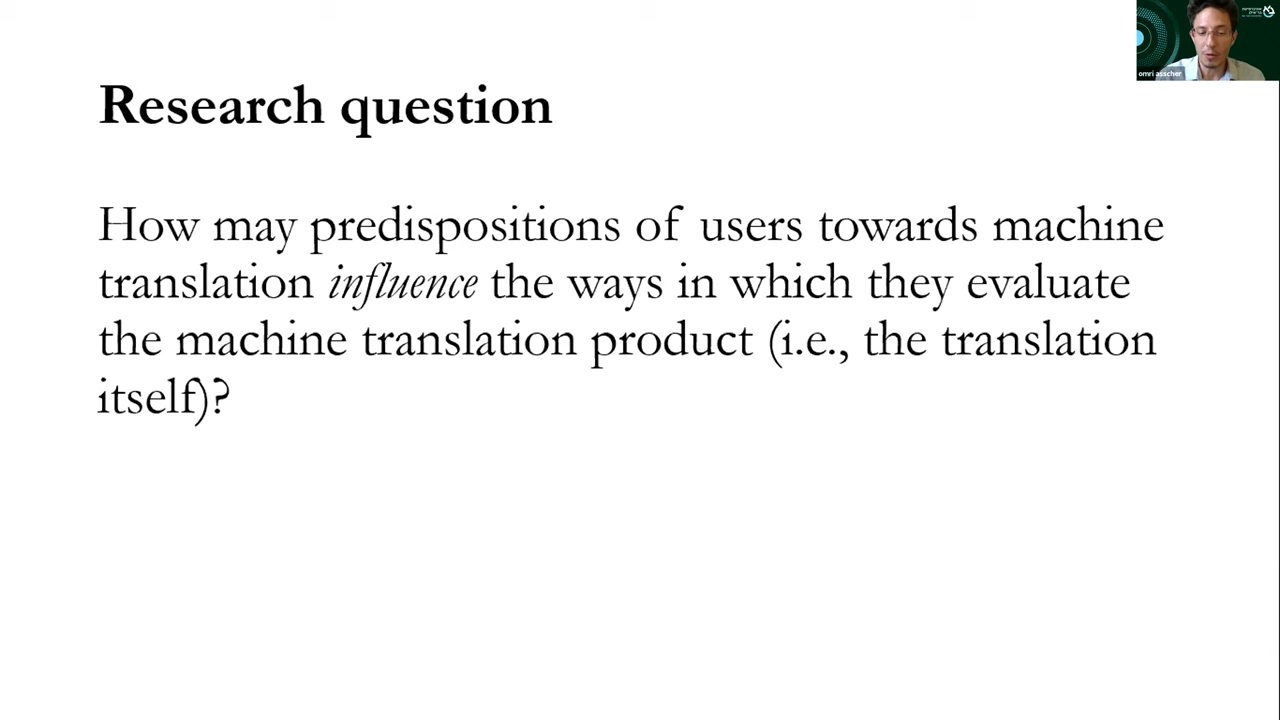 Research question
How may predispositions of users towards machine
translation influence the ways in which they evaluate
the machine translation product (i.e., the translation
itself)?
omri asscher